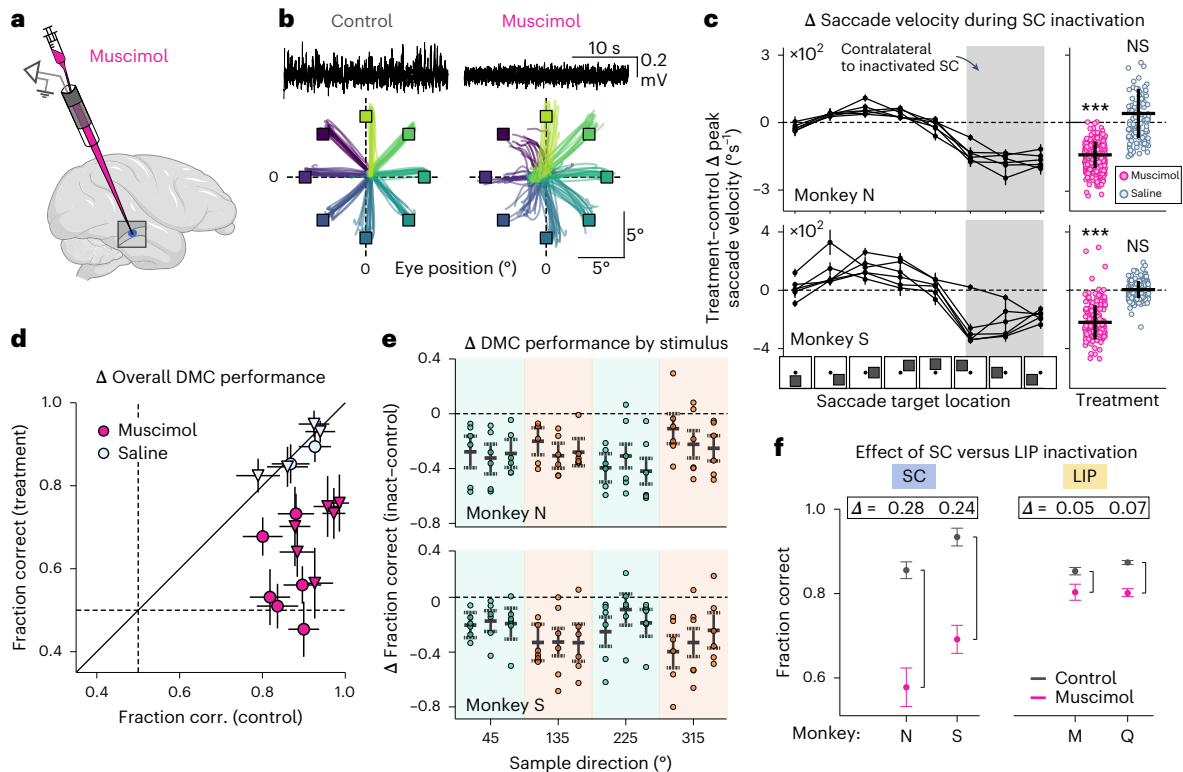 a
Muscimol
b
Control
Muscimol
10 s
0.2
mV
0
0
0
Eye position (°)
5°
5°
c
Δ Saccade velocity during SC inactivation
Treatment–control Δ peak
saccade velocity (° s⁻¹)
3
×10²
0
−3
Contralateral
to inactivated SC
Monkey N
***
NS
Muscimol
Saline
4
×10²
0
−4
Monkey S
***
NS
Saccade target location
Treatment
d
Δ Overall DMC performance
Muscimol
Saline
Fraction correct (treatment)
1.0
0.8
0.6
0.4
0.4
0.6
0.8
1.0
Fraction corr. (control)
e
Δ DMC performance by stimulus
Δ Fraction correct (inact–control)
0.4
0
−0.4
−0.8
Monkey N
0.4
0
−0.4
−0.8
Monkey S
45
135
225
315
Sample direction (°)
f
Effect of SC versus LIP inactivation
SC
LIP
Δ = 0.28 0.24
Δ = 0.05 0.07
Fraction correct
1.0
0.8
0.6
Control
Muscimol
Monkey: N S M Q